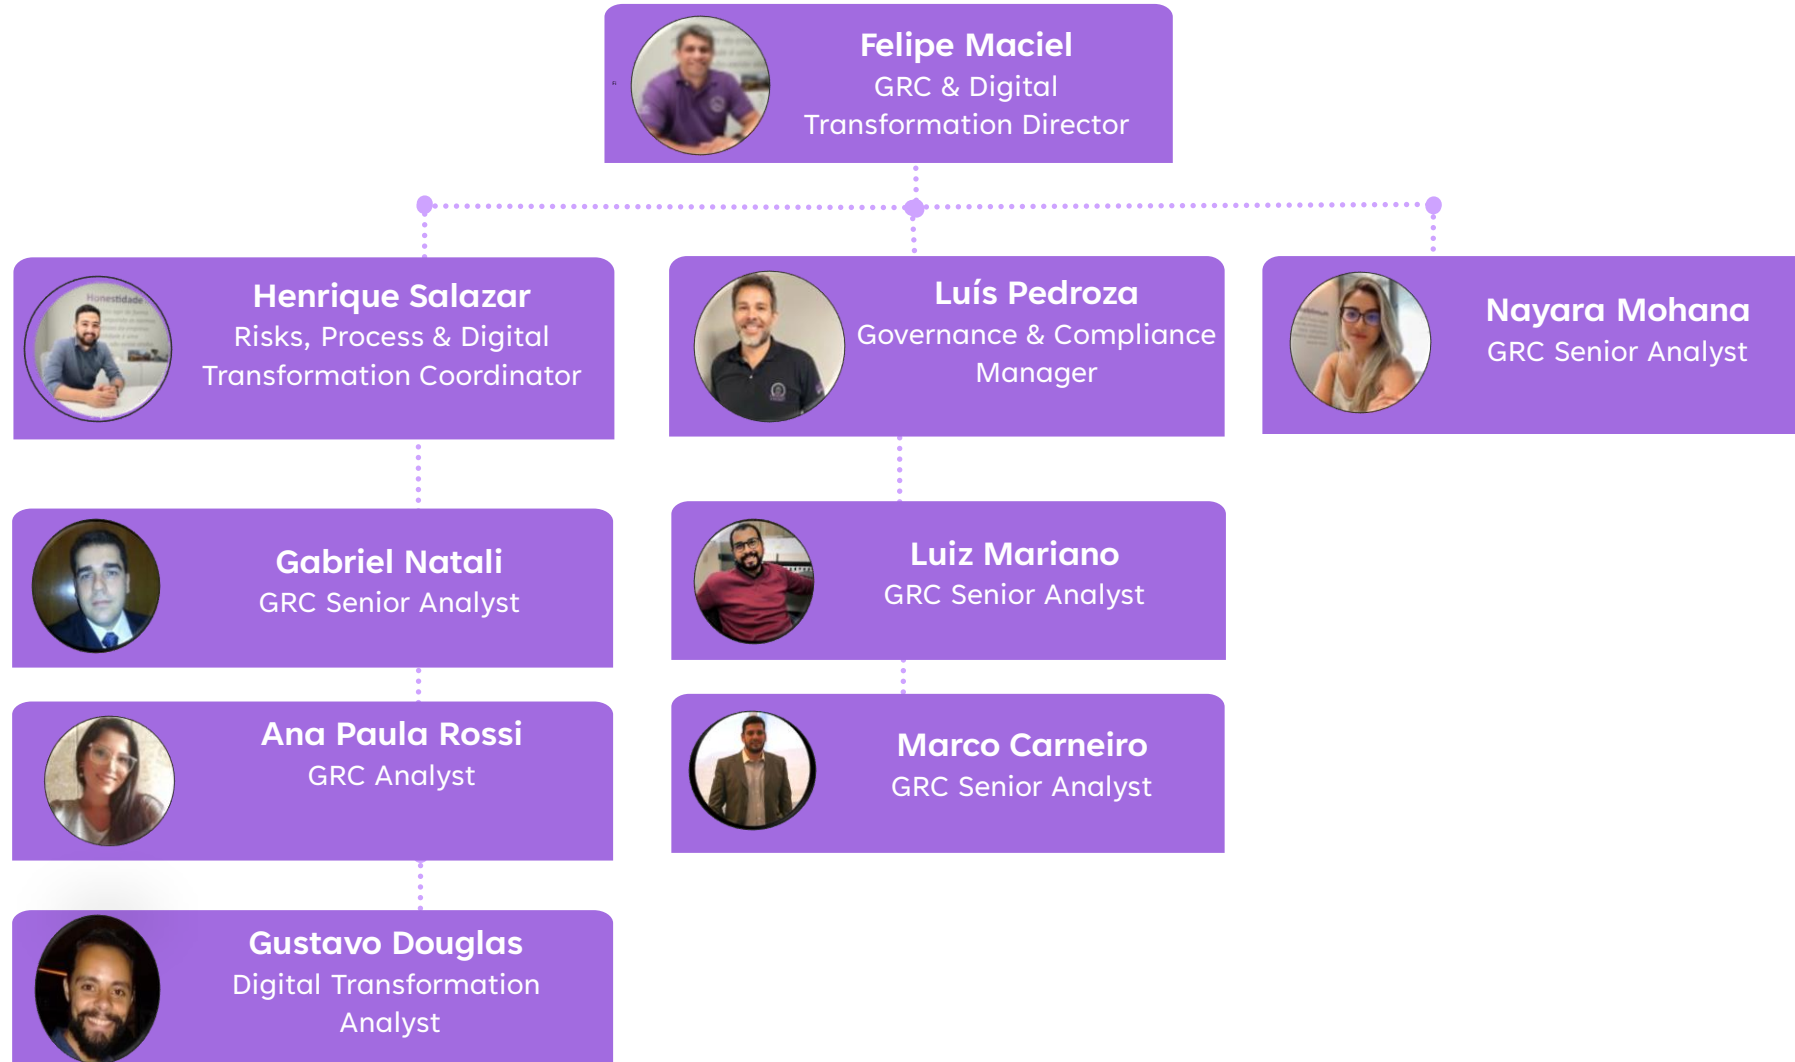 Felipe Maciel
GRC & Digital
Transformation Director
Henrique Salazar
Risks, Process & Digital
Transformation Coordinator
Luís Pedroza
Governance & Compliance
Manager
Nayara Mohana
GRC Senior Analyst
Honestidade
Gabriel Natali
GRC Senior Analyst
Luiz Mariano
GRC Senior Analyst
Ana Paula Rossi
GRC Analyst
Marco Carneiro
GRC Senior Analyst
Gustavo Douglas
Digital Transformation
Analyst